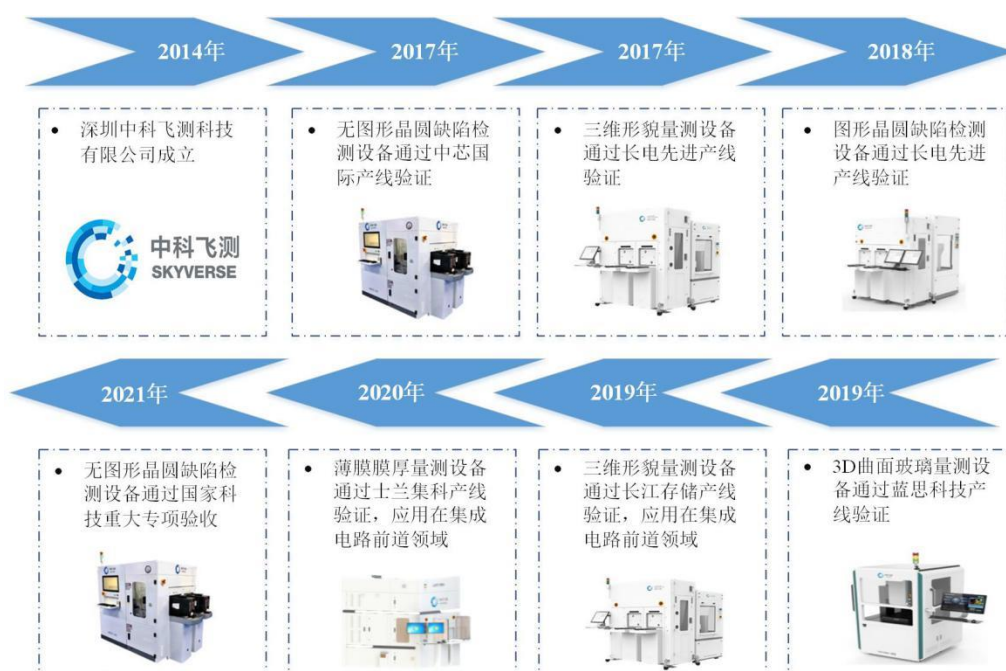 2014年
2017年
2017年
2018年
• 深圳中科飞测科技
有限公司成立
中科飞测
SKYVERSE
• 无图形晶圆缺陷检
测设备通过中芯国
际产线验证
• 三维形貌量测设备
通过长电先进产线
验证
• 图形晶圆缺陷检测
设备通过长电先进
产线验证
2021年
2020年
2019年
2019年
• 无图形晶圆缺陷检
测设备通过国家科
技重大专项验收
• 薄膜膜厚量测设备
通过士兰集科产线
验证，应用在集成
电路前道领域
• 三维形貌量测设备
通过长江存储产线
验证，应用在集成
电路前道领域
• 3D曲面玻璃量测设
备通过蓝思科技产
线验证